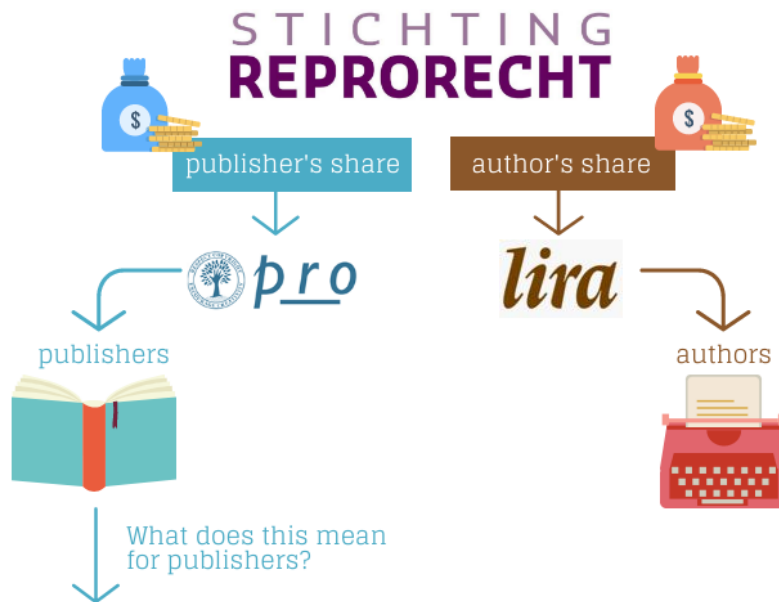 STICHTING
REPRORECHT
$
$
publisher's share
author's share
pro
lira
publishers
authors
What does this mean
for publishers?